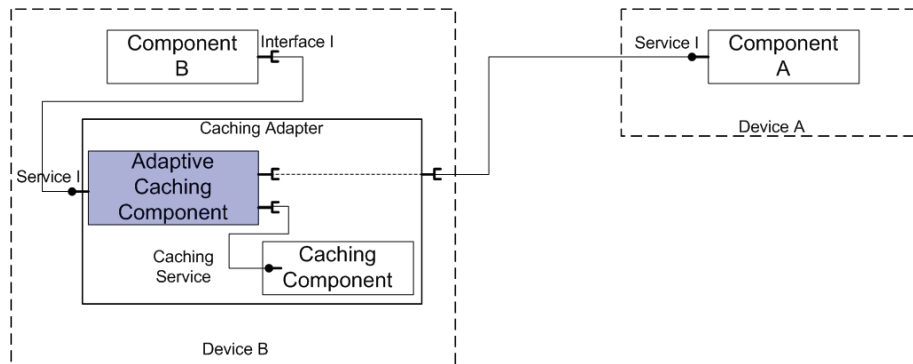 Component
B
Interface I
Service I
Component
A
Device A
Caching Adapter
Service I
Adaptive
Caching
Component
Caching
Service
Caching
Component
Device B